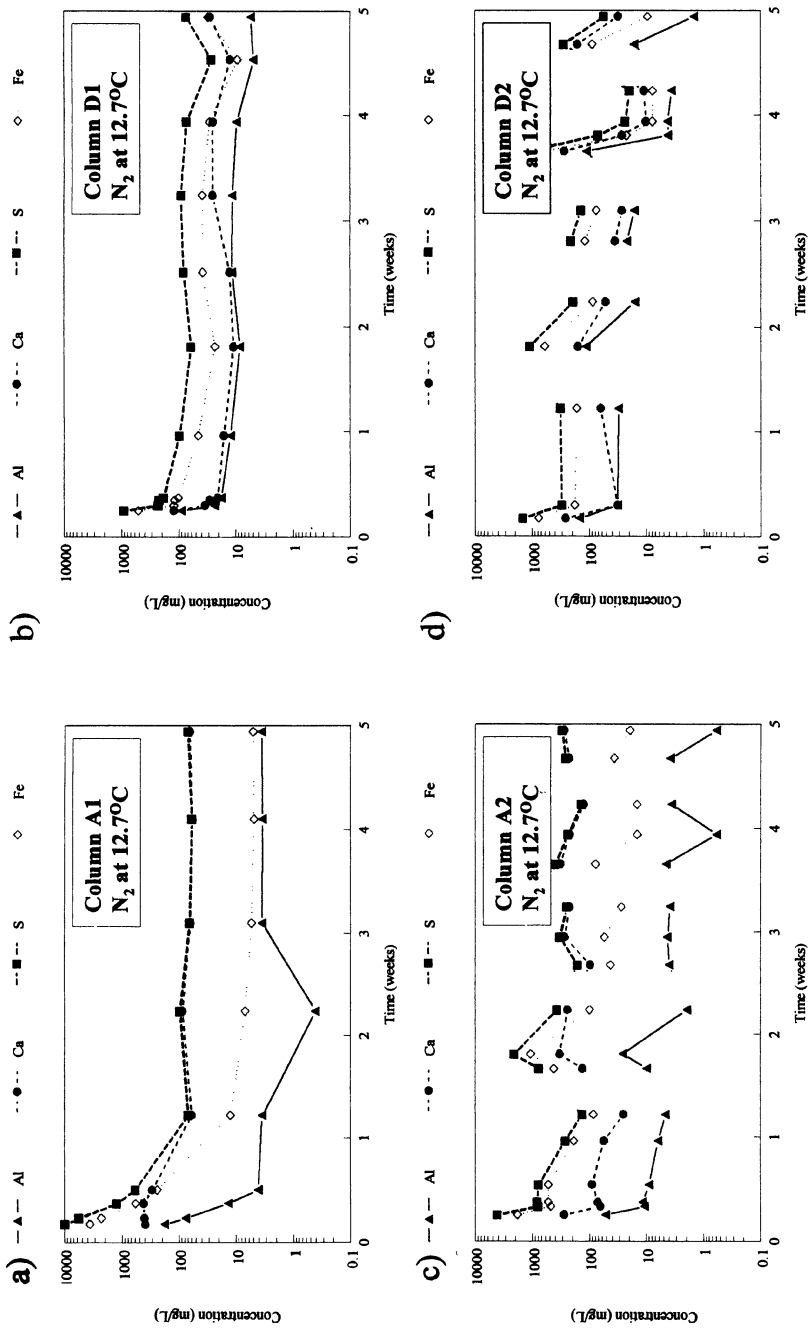 a)
Al Ca S Fe
Column A1
N₂ at 12.7°C
Concentration (mg/L)
10000
1000
100
10
1
0.1
0 1 2 3 4 5
Time (weeks)
b)
Al Ca S Fe
Column D1
N₂ at 12.7°C
Concentration (mg/L)
10000
1000
100
10
1
0.1
0 1 2 3 4 5
Time (weeks)
c)
Al Ca S Fe
Column A2
N₂ at 12.7°C
Concentration (mg/L)
10000
1000
100
10
1
0.1
0 1 2 3 4 5
Time (weeks)
d)
Al Ca S Fe
Column D2
N₂ at 12.7°C
Concentration (mg/L)
10000
1000
100
10
1
0.1
0 1 2 3 4 5
Time (weeks)